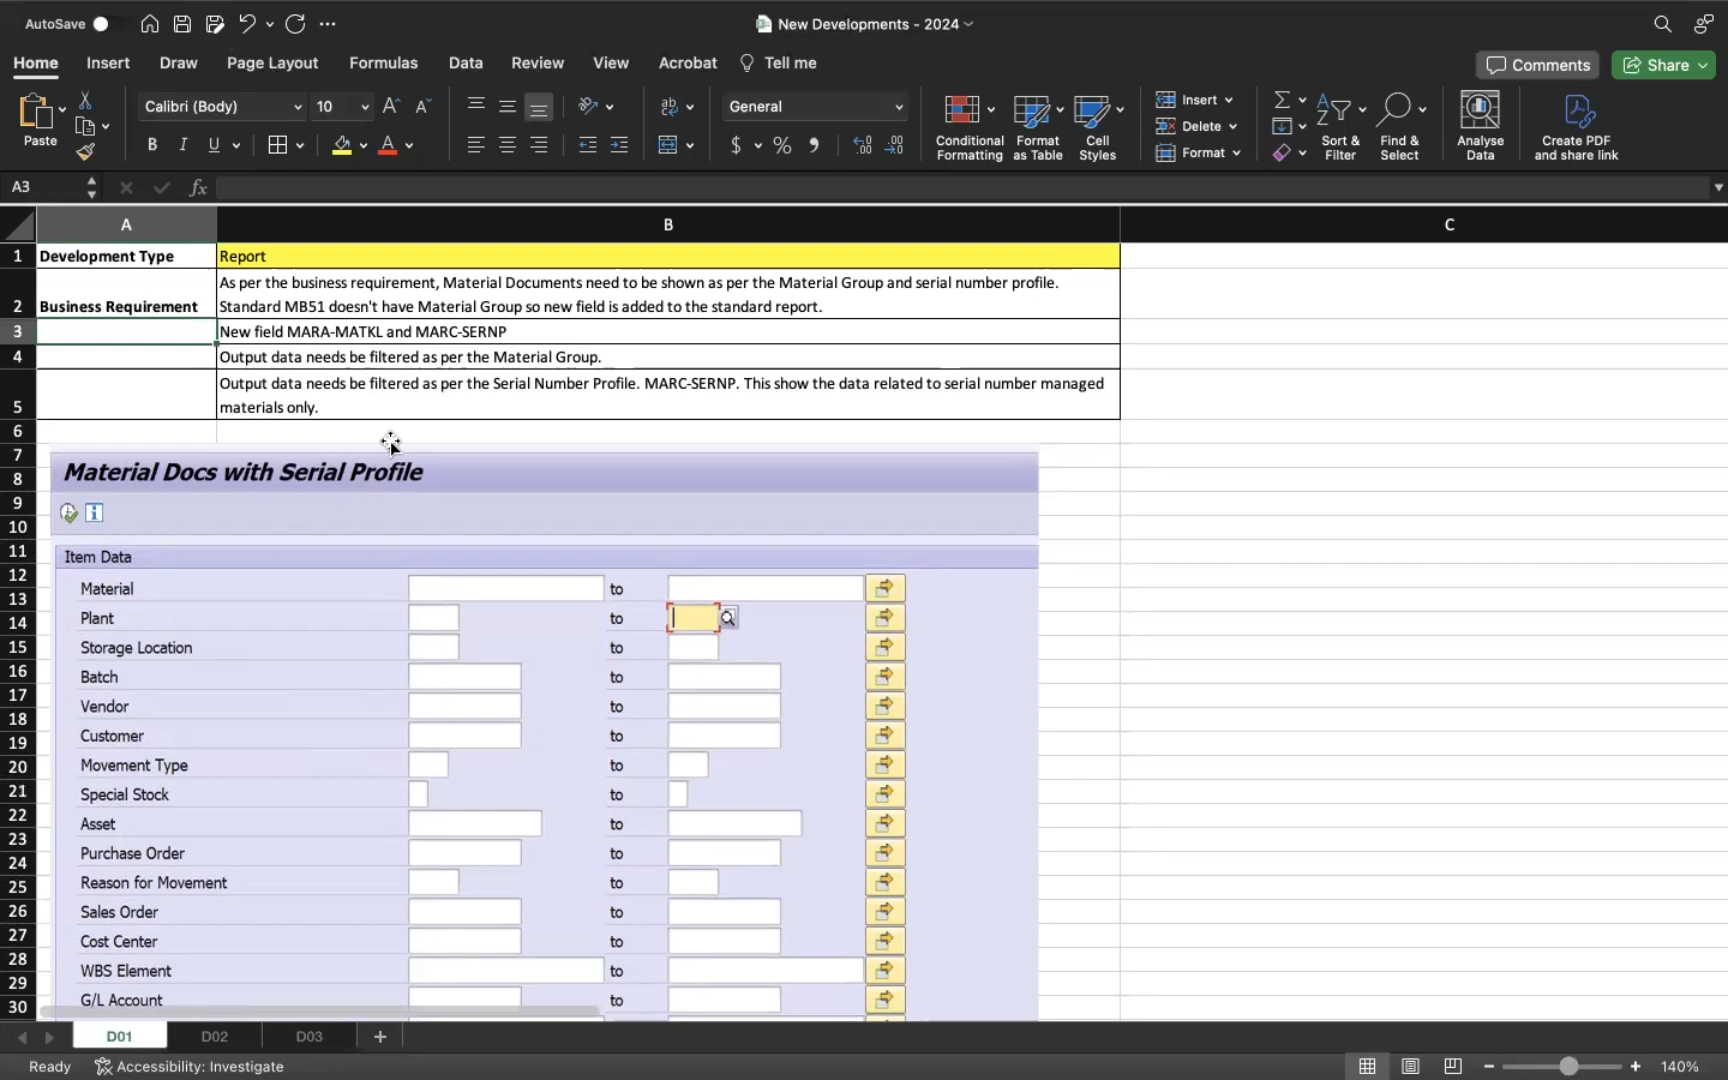 AutoSave
New Developments - 2024
Home Insert Draw Page Layout Formulas Data Review View Acrobat Tell me
Comments Share
Paste
Calibri (Body) 10
B I U
A A
ab
General
$ %
Conditional Formatting
Format as Table
Cell Styles
Insert
Delete
Format
Sort & Filter
Find & Select
Analyse Data
Create PDF and share link
A3 fx
A B C
1 Development Type Report
As per the business requirement, Material Documents need to be shown as per the Material Group and serial number profile.
2 Business Requirement Standard MB51 doesn't have Material Group so new field is added to the standard report.
3 New field MARA-MATKL and MARC-SERNP
4 Output data needs be filtered as per the Material Group.
Output data needs be filtered as per the Serial Number Profile. MARC-SERNP. This show the data related to serial number managed
5 materials only.
6
7
8 Material Docs with Serial Profile
9
10
11 Item Data
12
13 Material to
14 Plant to
15 Storage Location to
16 Batch to
17 Vendor to
18
19 Customer to
20 Movement Type to
21 Special Stock to
22 Asset to
23
24 Purchase Order to
25 Reason for Movement to
26 Sales Order to
27 Cost Center to
28 WBS Element to
29
30 G/L Account to
D01 D02 D03 +
Ready Accessibility: Investigate 140%